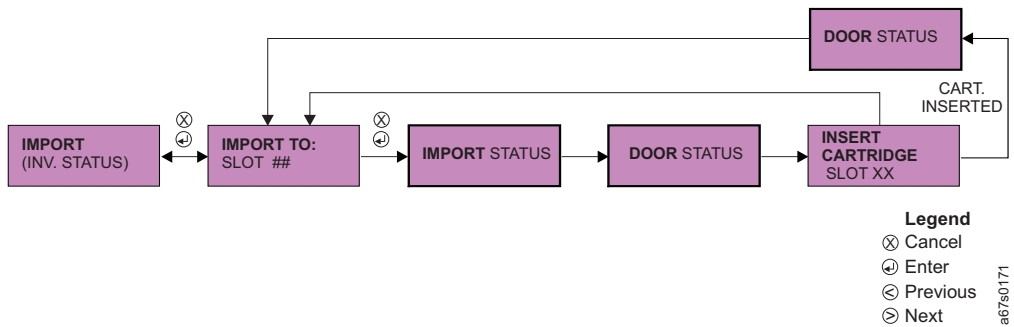 DOOR STATUS
CART.
INSERTED
IMPORT
(INV. STATUS)
IMPORT TO:
SLOT ##
IMPORT STATUS
DOOR STATUS
INSERT
CARTRIDGE
SLOT XX
Legend
Cancel
Enter
Previous
Next
a67s0171